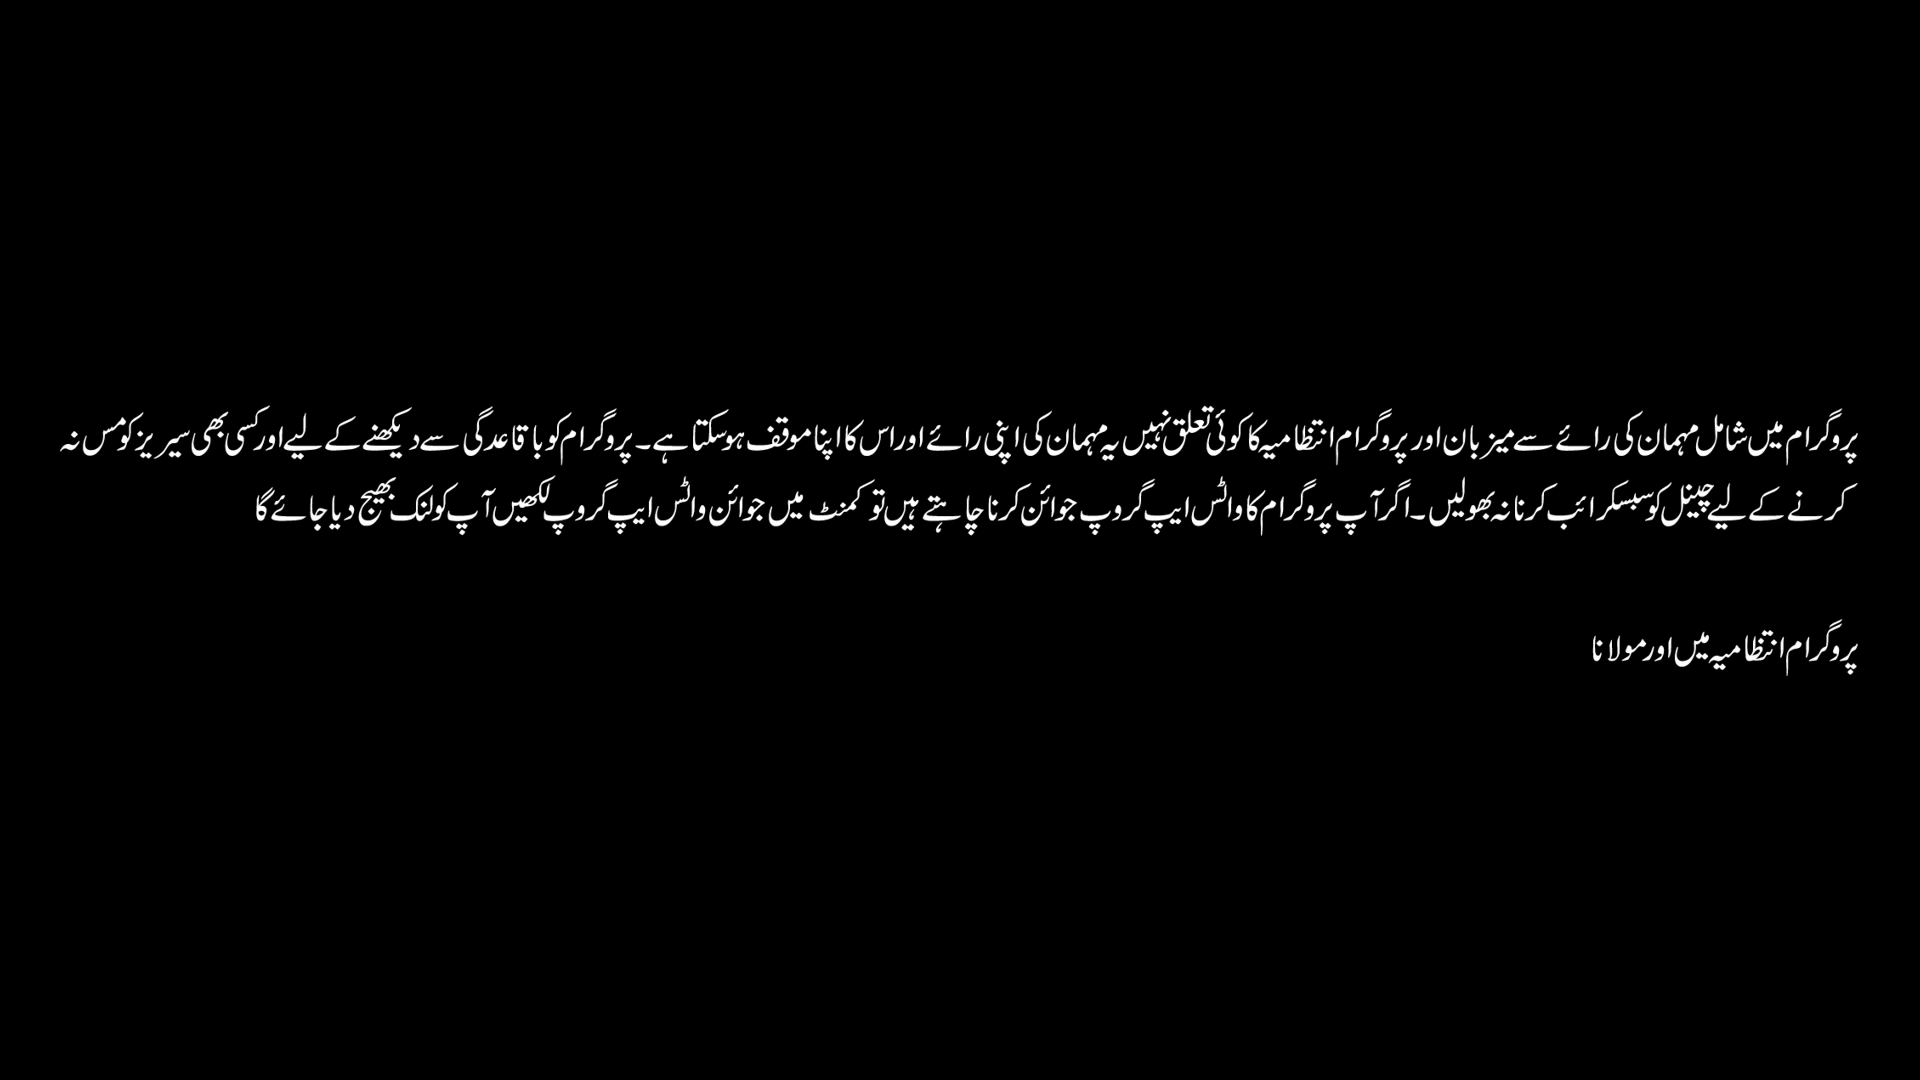 پروگرام میں شامل مہمان کی رائے سے میزبان اور پروگرام انتظامیہ کا کوئی تعلق نہیں یہ مہمان کی اپنی رائے اور اس کا اپنا موقف ہو سکتا ہے۔ پروگرام کو باقاعدگی سے دیکھنے کے لیے اور کسی بھی سیریز کو مس نہ
کرنے کے لیے چینل کو سبسکرائب کرنا نہ بھولیں۔ اگر آپ پروگرام کا واٹس ایپ گروپ جوائن کرنا چاہتے ہیں تو کمنٹ میں جوائن واٹس ایپ گروپ لکھیں آپ کو لنک بھیج دیا جائے گا
پروگرام انتظامیہ میں اور مولانا